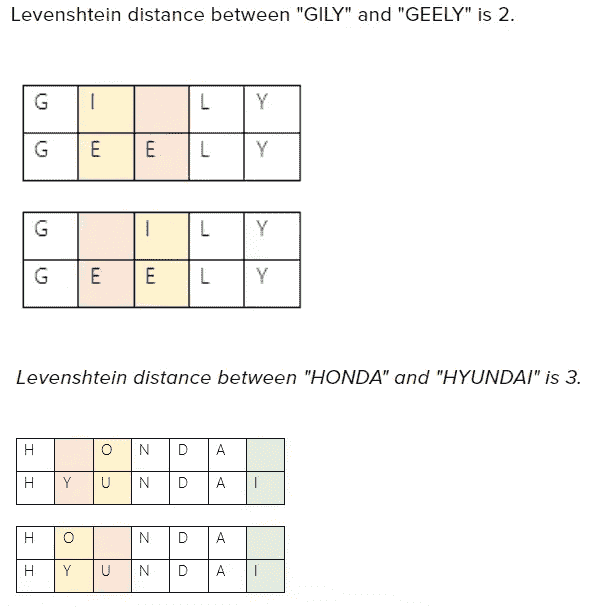 Levenshtein distance between "GILY" and "GEELY" is 2.
G I L Y
G E E L Y
G I L Y
G E E L Y
Levenshtein distance between "HONDA" and "HYUNDAI" is 3.
H O N D A
H Y U N D A I
H O N D A
H Y U N D A I